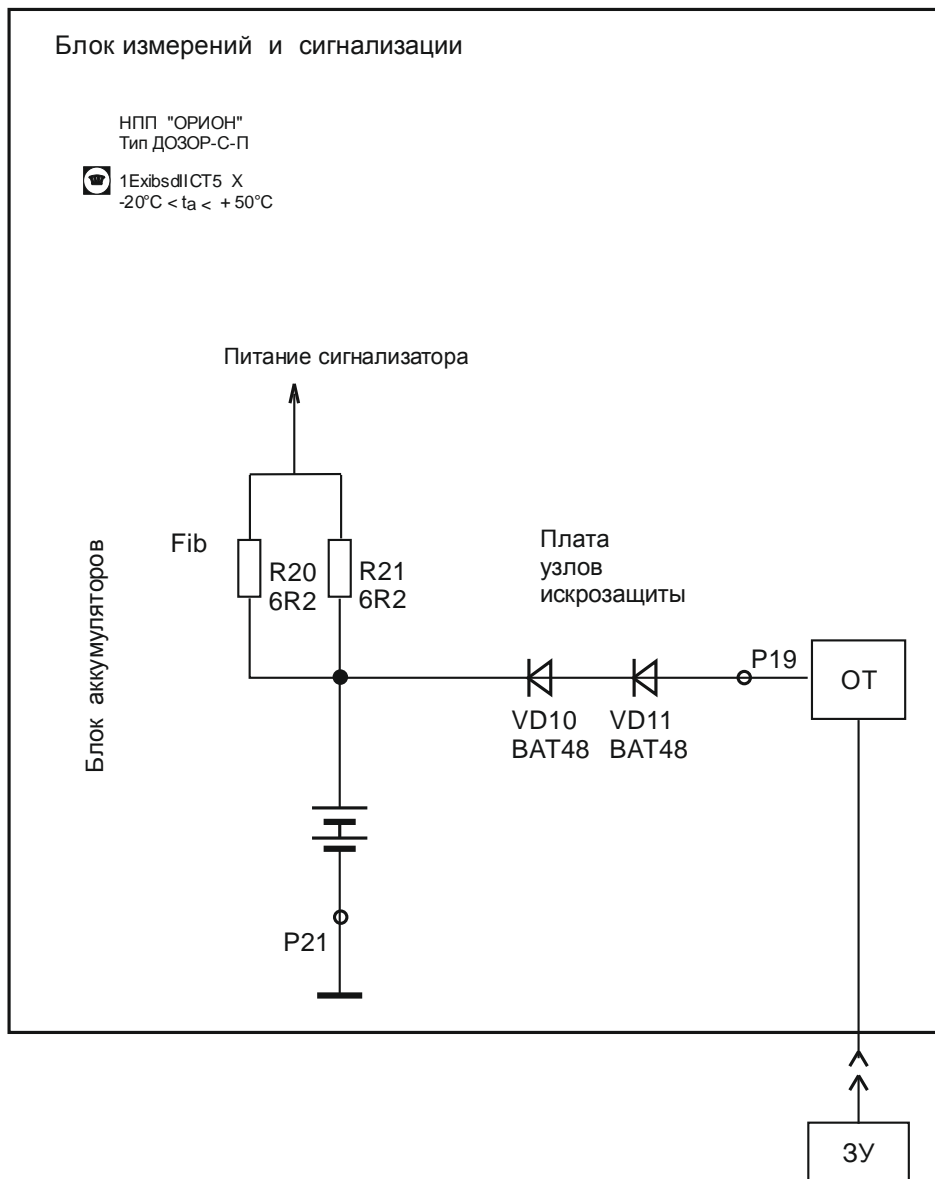 Блок измерений и сигнализации
НПП "ОРИОН"
Тип ДОЗОР-С-П
1ExibsdIICT5 X
-20°C < ta < + 50°C
Питание сигнализатора
Блок аккумуляторов
Fib
R20
6R2
R21
6R2
Плата
узлов
искрозащиты
VD10
BAT48
VD11
BAT48
P19
ОТ
P21
ЗУ